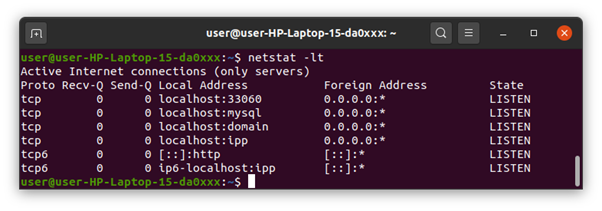 user@user-HP-Laptop-15-da0xxx: ~
user@user-HP-Laptop-15-da0xxx:~$ netstat -lt
Active Internet connections (only servers)
Proto Recv-Q Send-Q Local Address Foreign Address State
tcp 0 0 localhost:33060 0.0.0.0:* LISTEN
tcp 0 0 localhost:mysql 0.0.0.0:* LISTEN
tcp 0 0 localhost:domain 0.0.0.0:* LISTEN
tcp 0 0 localhost:ipp 0.0.0.0:* LISTEN
tcp6 0 0 [::]:http [::]:* LISTEN
tcp6 0 0 ip6-localhost:ipp [::]:* LISTEN
user@user-HP-Laptop-15-da0xxx:~$